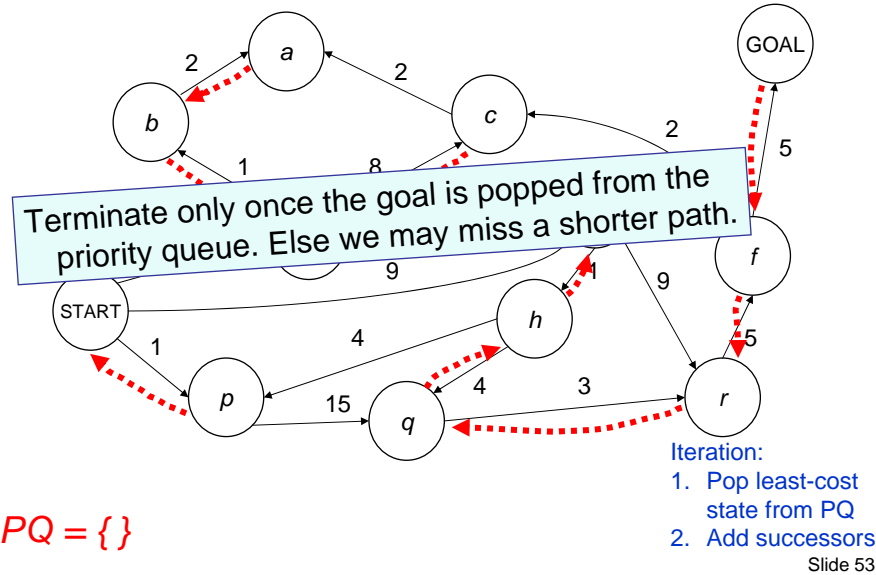 GOAL
a
2
2
b
c
2
5
1
8
Terminate only once the goal is popped from the
priority queue. Else we may miss a shorter path.
f
9
1
9
START
h
4
5
1
4
3
p
15
q
r
Iteration:
1. Pop least-cost
state from PQ
2. Add successors
PQ = { }
Slide 53